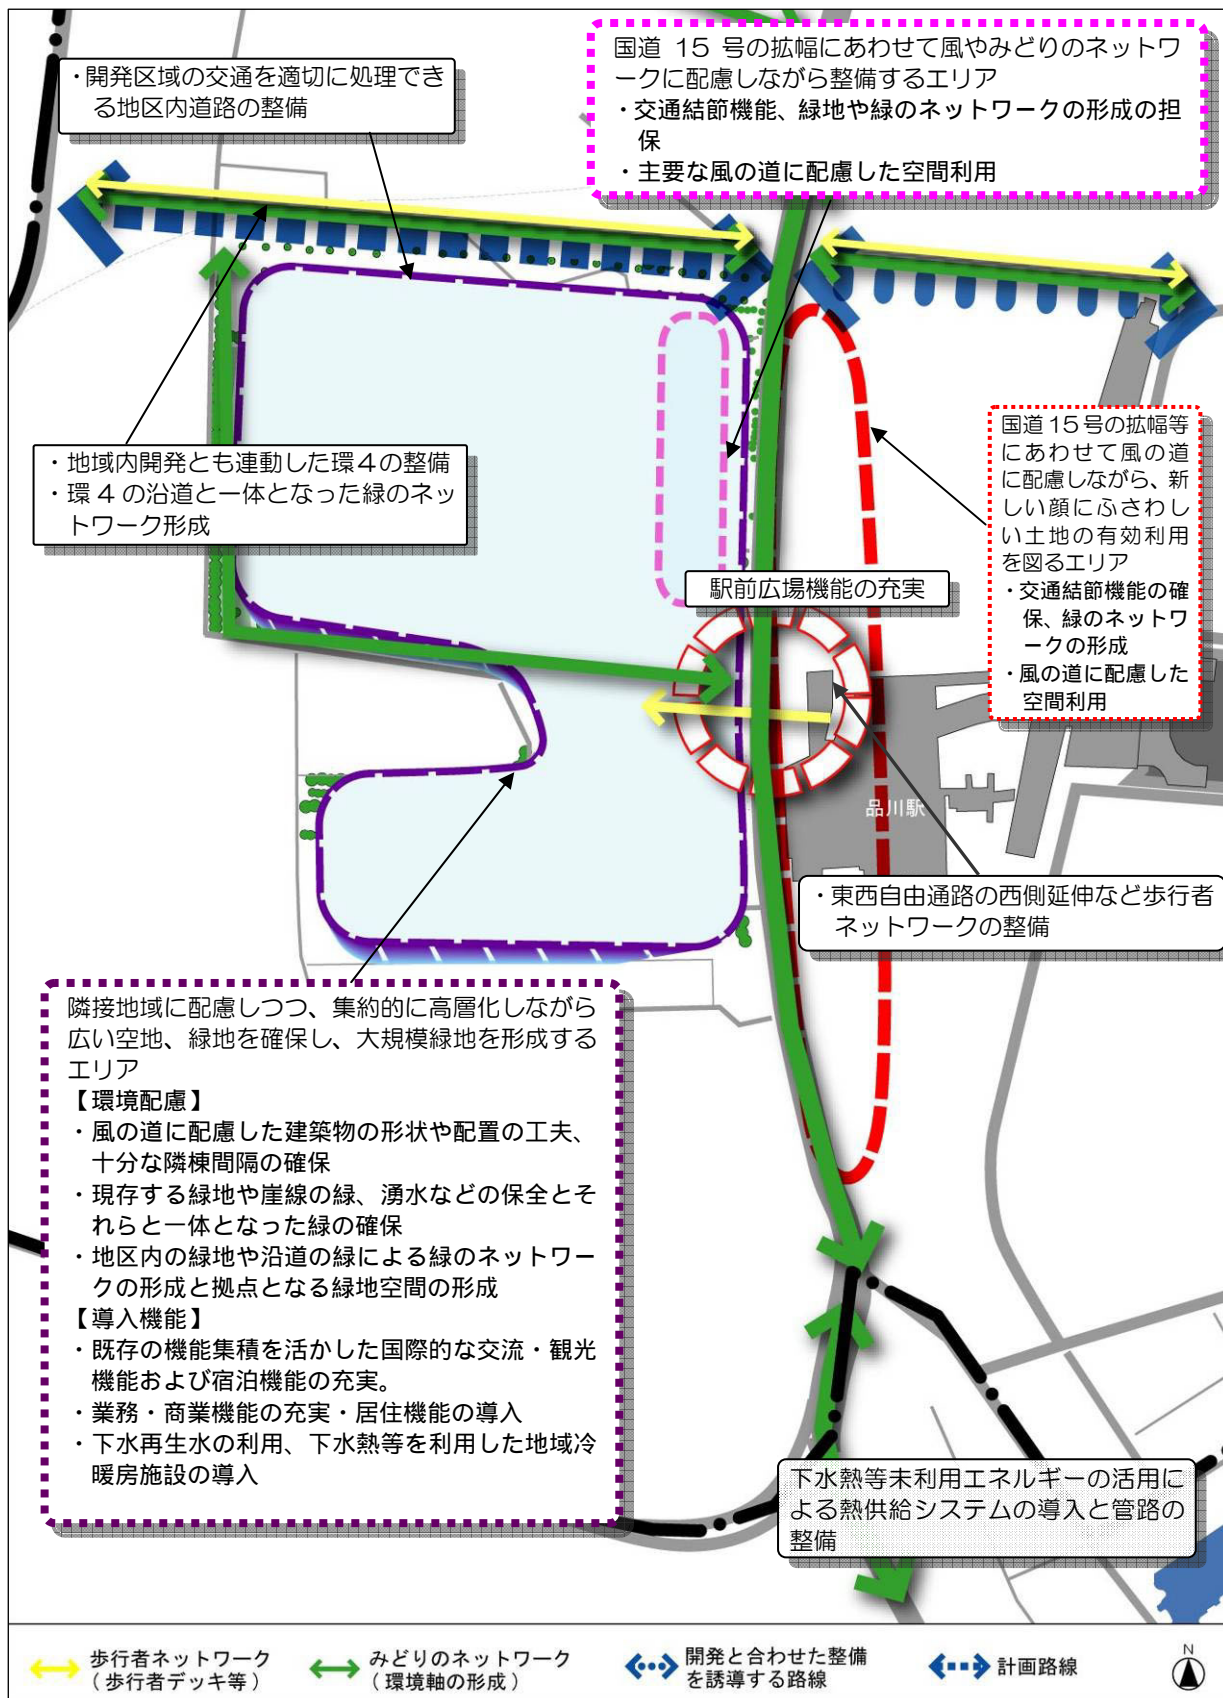 国道 15 号の拡幅にあわせて風やみどりのネットワ
ークに配慮しながら整備するエリア
・交通結節機能、緑地や緑のネットワークの形成の担
保
・主要な風の道に配慮した空間利用
・開発区域の交通を適切に処理でき
る地区内道路の整備
・地域内開発とも連動した環４の整備
・環 4 の沿道と一体となった緑のネッ
トワーク形成
国道 15 号の拡幅等
にあわせて風の道
に配慮しながら、新
しい顔にふさわし
い土地の有効利用
を図るエリア
・交通結節機能の確
保、緑のネットワ
ークの形成
・風の道に配慮した
空間利用
駅前広場機能の充実
品川駅
・東西自由通路の西側延伸など歩行者
ネットワークの整備
隣接地域に配慮しつつ、集約的に高層化しながら
広い空地、緑地を確保し、大規模緑地を形成する
エリア
【環境配慮】
・風の道に配慮した建築物の形状や配置の工夫、
十分な隣棟間隔の確保
・現存する緑地や崖線の緑、湧水などの保全とそ
れらと一体となった緑の確保
・地区内の緑地や沿道の緑による緑のネットワー
クの形成と拠点となる緑地空間の形成
【導入機能】
・既存の機能集積を活かした国際的な交流・観光
機能および宿泊機能の充実。
・業務・商業機能の充実・居住機能の導入
・下水再生水の利用、下水熱等を利用した地域冷
暖房施設の導入
下水熱等未利用エネルギーの活用に
よる熱供給システムの導入と管路の
整備
歩行者ネットワーク
（歩行者デッキ等）
みどりのネットワーク
（環境軸の形成）
開発と合わせた整備
を誘導する路線
計画路線
N